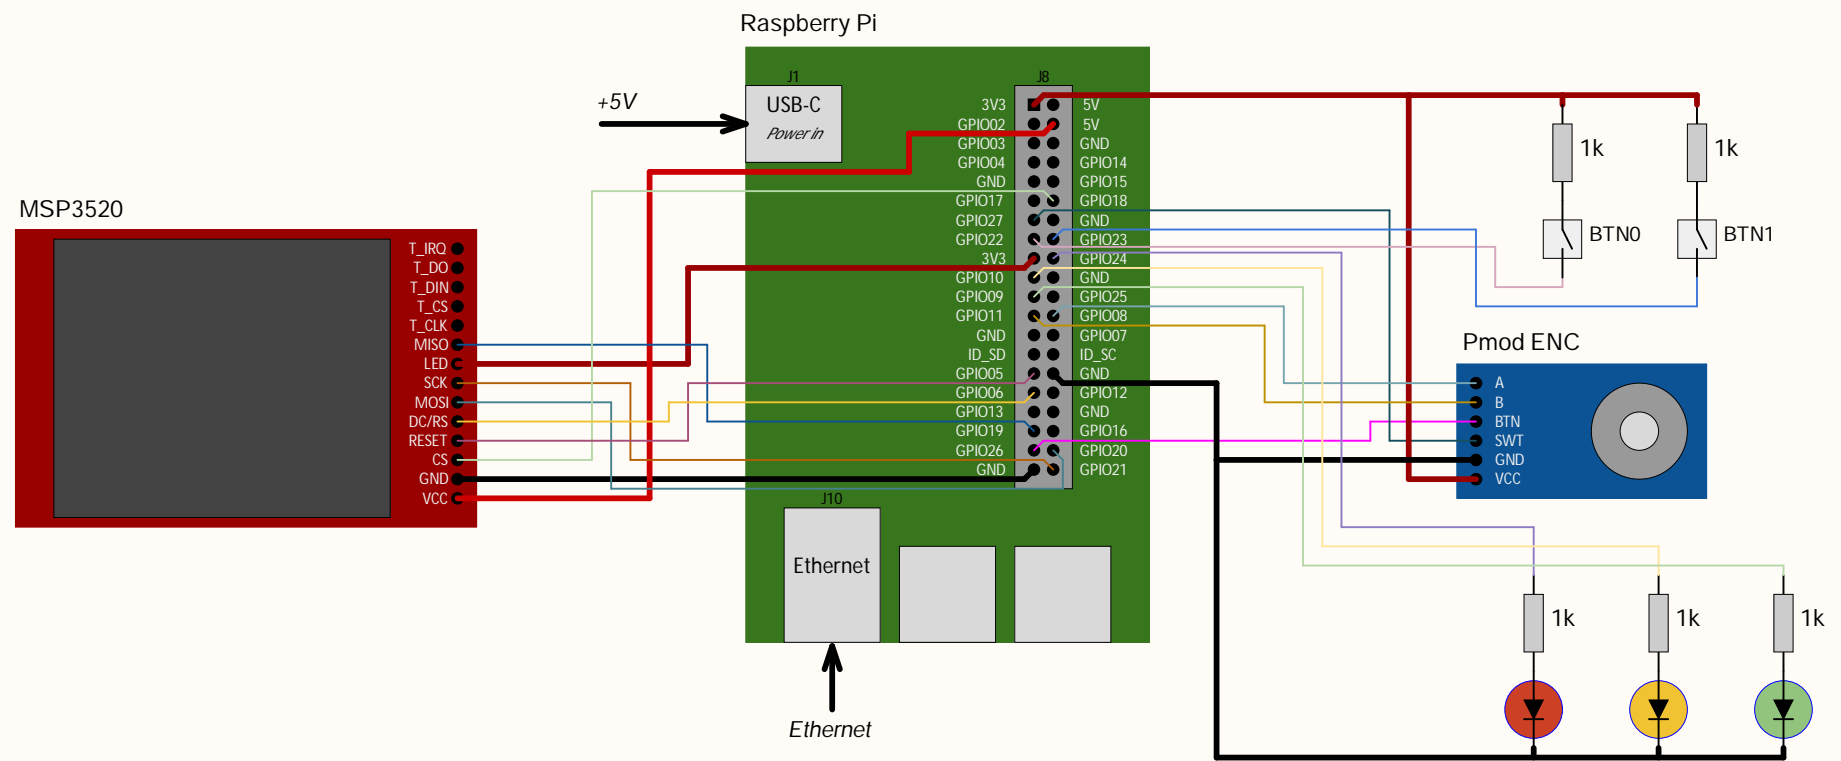 Raspberry Pi
J1
J8
USB-C
Power in
+5V
3V3 5V
GPIO02 5V
GPIO03 GND
GPIO04 GPIO14
GND GPIO15
GPIO17 GPIO18
GPIO27 GND
GPIO22 GPIO23
3V3 GPIO24
GPIO10 GND
GPIO09 GPIO25
GPIO11 GPIO08
GND GPIO07
ID_SD ID_SC
GPIO05 GND
GPIO06 GPIO12
GPIO13 GND
GPIO19 GPIO16
GPIO26 GPIO20
GND GPIO21
J10
Ethernet
Ethernet
MSP3520
T_IRQ
T_DO
T_DIN
T_CS
T_CLK
MISO
LED
SCK
MOSI
DC/RS
RESET
CS
GND
VCC
1k
1k
BTN0
BTN1
Pmod ENC
A
B
BTN
SWT
GND
VCC
1k
1k
1k